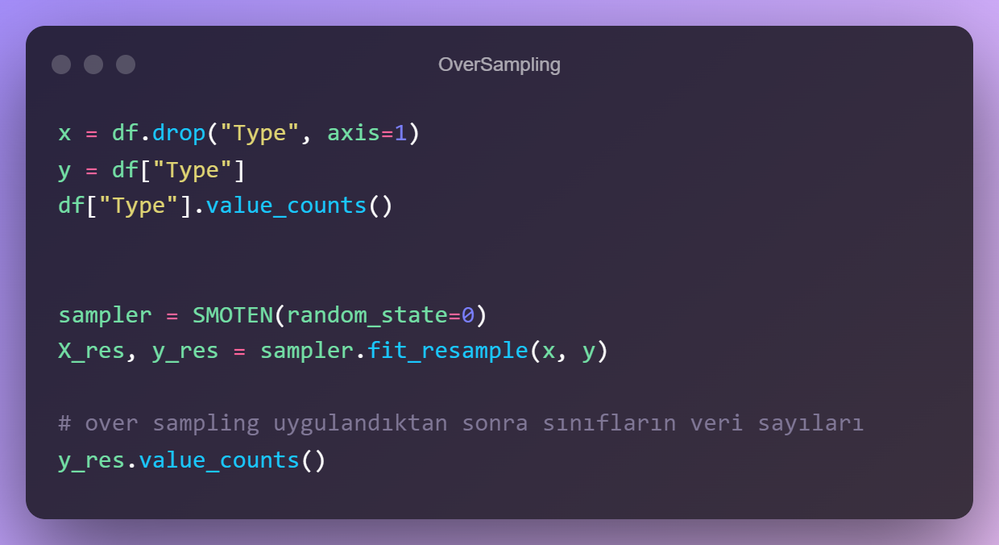 OverSampling
x = df.drop("Type", axis=1)
y = df["Type"]
df["Type"].value_counts()
sampler = SMOTEN(random_state=0)
X_res, y_res = sampler.fit_resample(x, y)
# over sampling uygulandıktan sonra sınıfların veri sayıları
y_res.value_counts()